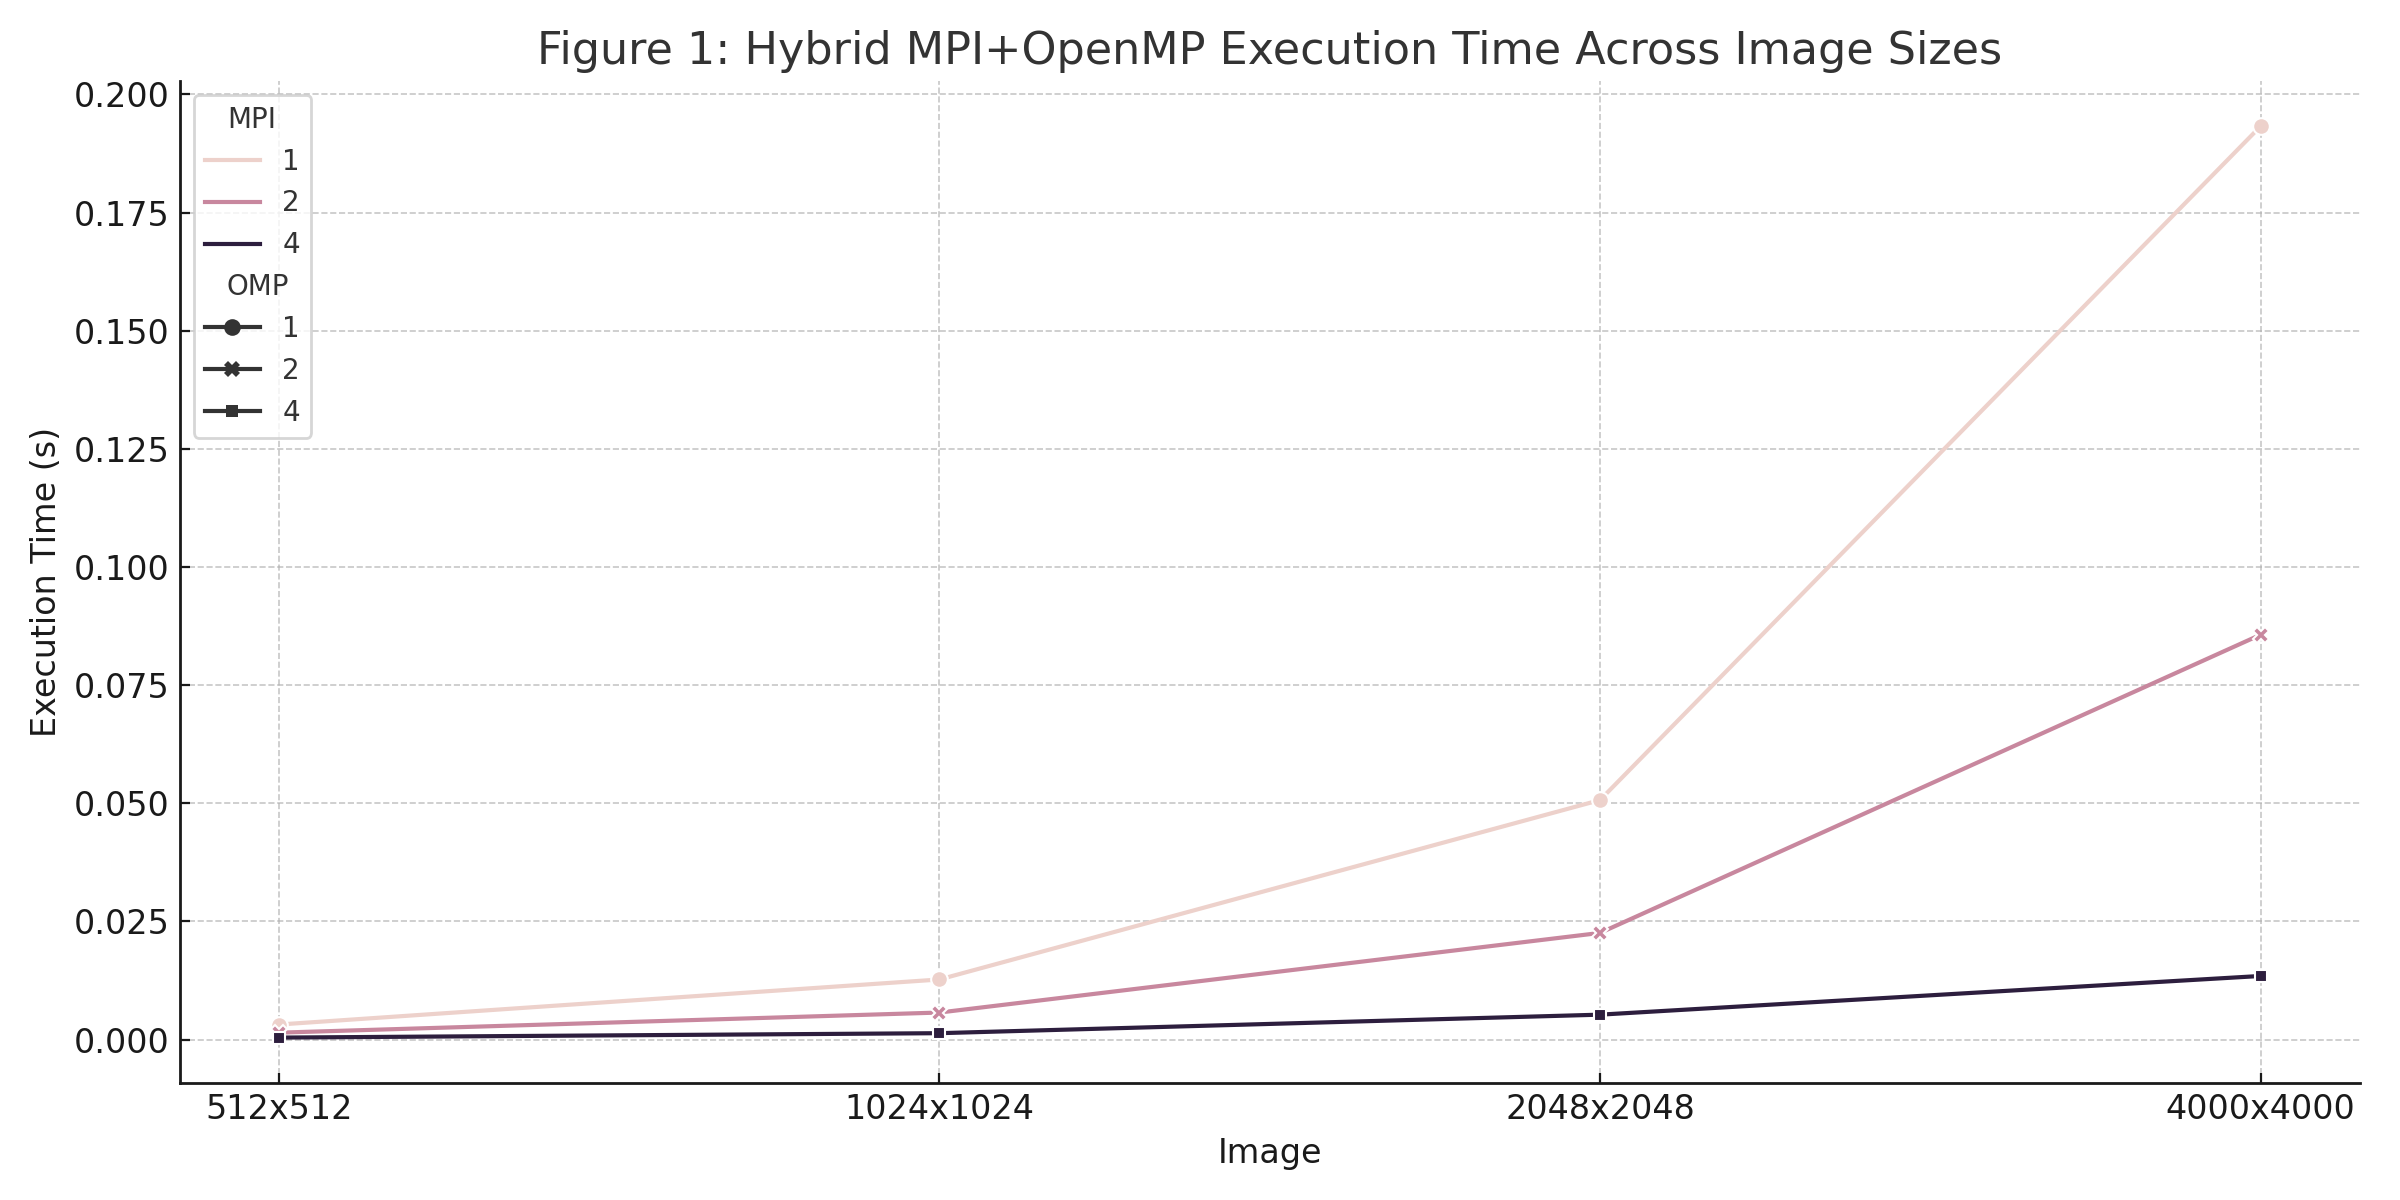 Figure 1: Hybrid MPI+OpenMP Execution Time Across Image Sizes
0.200
0.175
0.150
0.125
0.100
0.075
0.050
0.025
0.000
Execution Time (s)
MPI
1
2
4
OMP
1
2
4
512x512
1024x1024
2048x2048
4000x4000
Image